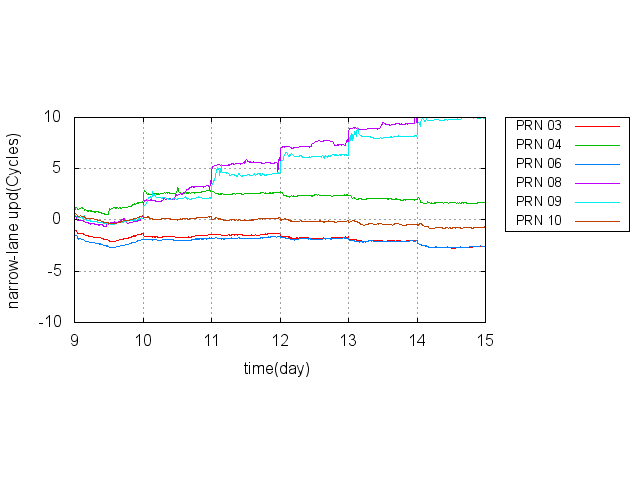 10
5
0
-5
-10
narrow-lane upd(Cycles)
9 10 11 12 13 14 15
time(day)
PRN 03
PRN 04
PRN 06
PRN 08
PRN 09
PRN 10